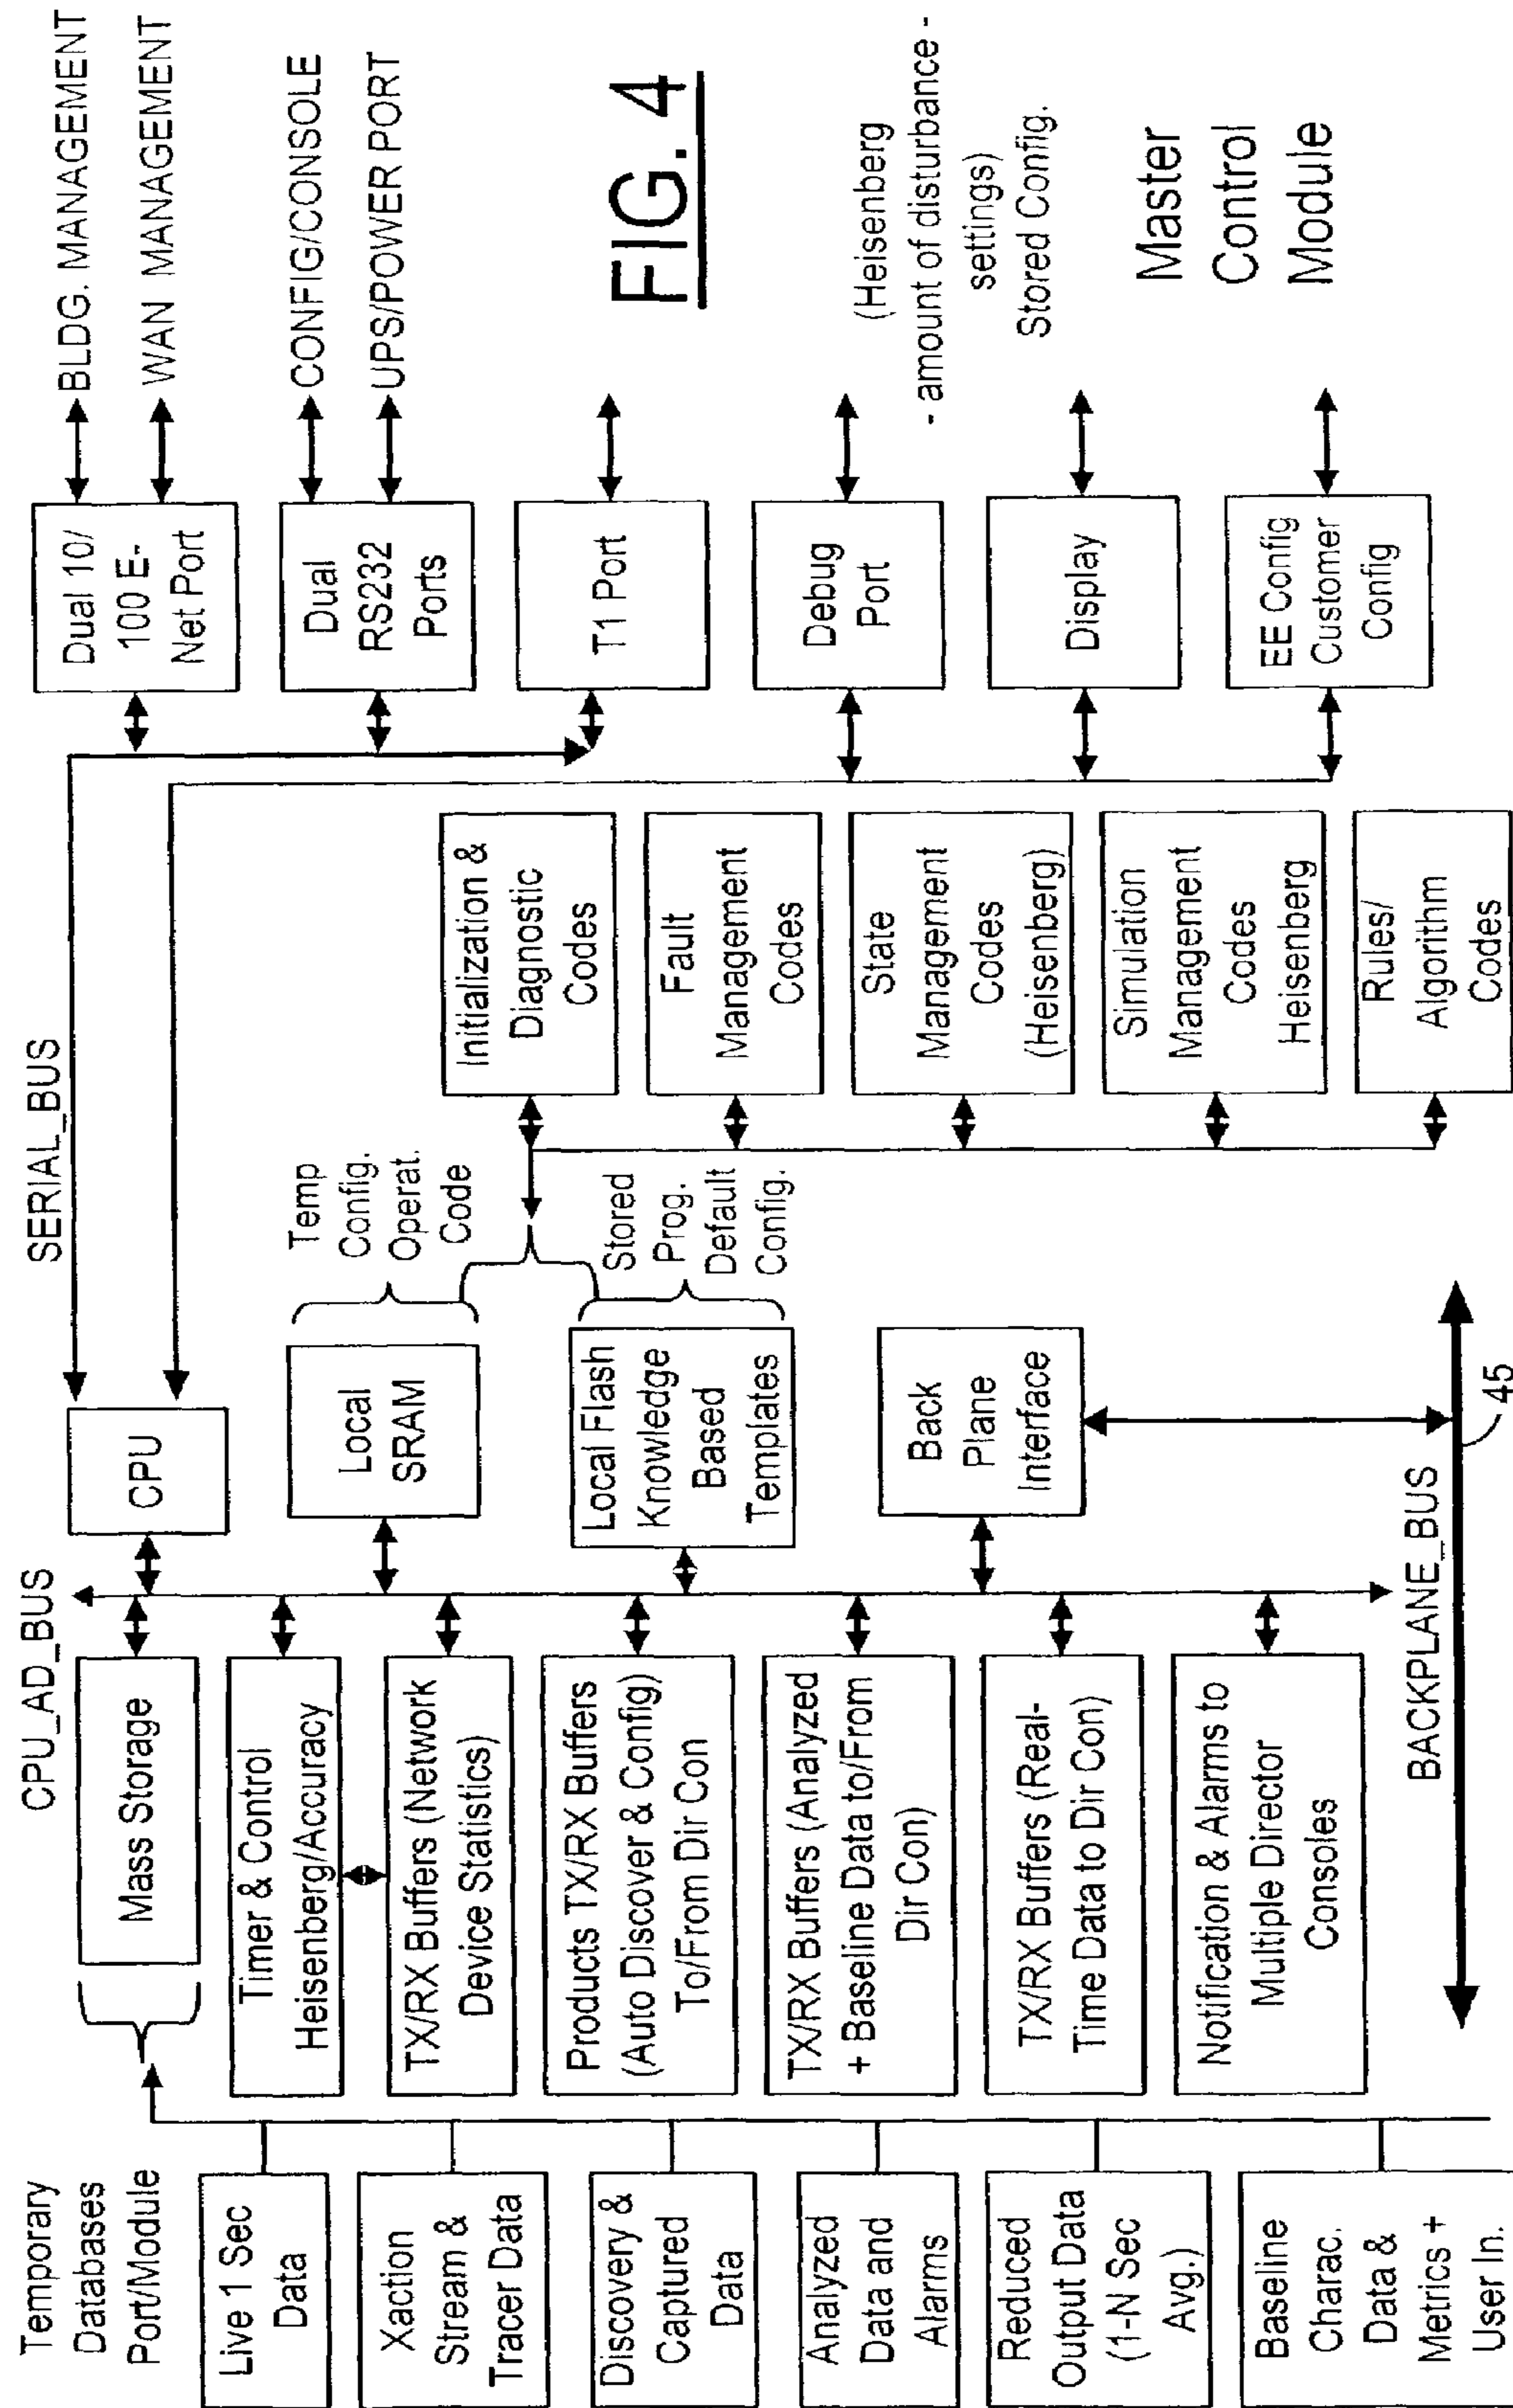 Temporary
Databases
Port/Module
Live 1 Sec
Data
Xaction
Stream &
Tracer Data
Discovery &
Captured
Data
Analyzed
Data and
Alarms
Reduced
Output Data
(1-N Sec
Avg.)
Baseline
Charac.
Data &
Metrics +
User In.
CPU_AD_BUS
Mass Storage
Timer & Control
Heisenberg/Accuracy
TX/RX Buffers (Network
Device Statistics)
Products TX/RX Buffers
(Auto Discover & Config)
To/From Dir Con
TX/RX Buffers (Analyzed
+ Baseline Data to/From
Dir Con)
TX/RX Buffers (Real-
Time Data to Dir Con)
Notification & Alarms to
Multiple Director
Consoles
BACKPLANE_BUS
45
CPU
Local
SRAM
Local Flash
Knowledge
Based
Templates
Back
Plane
Interface
SERIAL_BUS
Temp
Config.
Operat.
Code
Stored
Prog.
Default
Config.
Initialization &
Diagnostic
Codes
Fault
Management
Codes
State
Management
Codes
(Heisenberg)
Simulation
Management
Codes
Heisenberg
Rules/
Algorithm
Codes
Dual 10/
100 E-
Net Port
Dual
RS232
Ports
T1 Port
Debug
Port
Display
EE Config
Customer
Config
BLDG. MANAGEMENT
WAN MANAGEMENT
CONFIG/CONSOLE
UPS/POWER PORT
FIG. 4
(Heisenberg
- amount of disturbance -
settings)
Stored Config.
Master
Control
Module